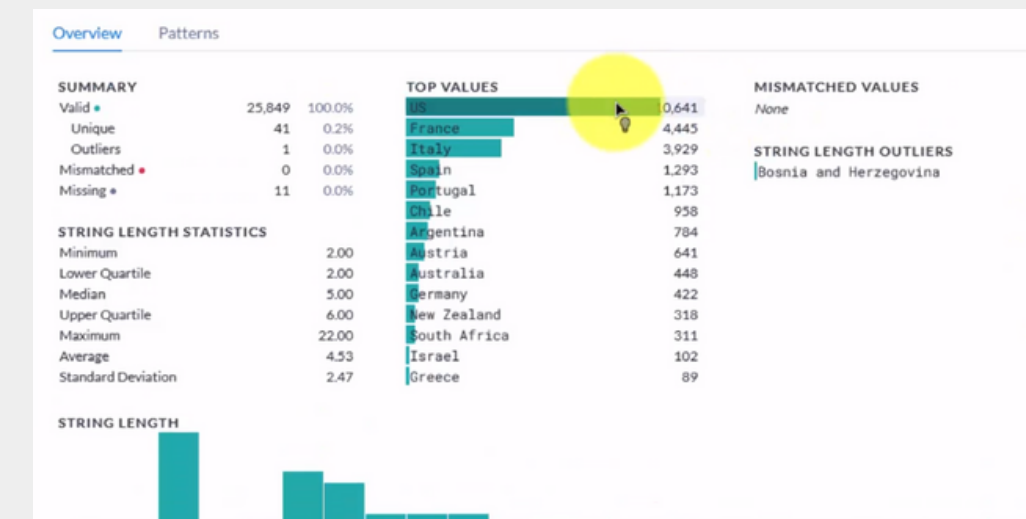 Overview Patterns
SUMMARY
Valid 25,849 100.0%
Unique 41 0.2%
Outliers 1 0.0%
Mismatched 0 0.0%
Missing 11 0.0%
STRING LENGTH STATISTICS
Minimum 2.00
Lower Quartile 2.00
Median 5.00
Upper Quartile 6.00
Maximum 22.00
Average 4.53
Standard Deviation 2.47
STRING LENGTH
TOP VALUES
US 10,641
France 4,445
Italy 3,929
Spain 1,293
Portugal 1,173
Chile 958
Argentina 784
Austria 641
Australia 448
Germany 422
New Zealand 318
South Africa 311
Israel 102
Greece 89
MISMATCHED VALUES
None
STRING LENGTH OUTLIERS
Bosnia and Herzegovina